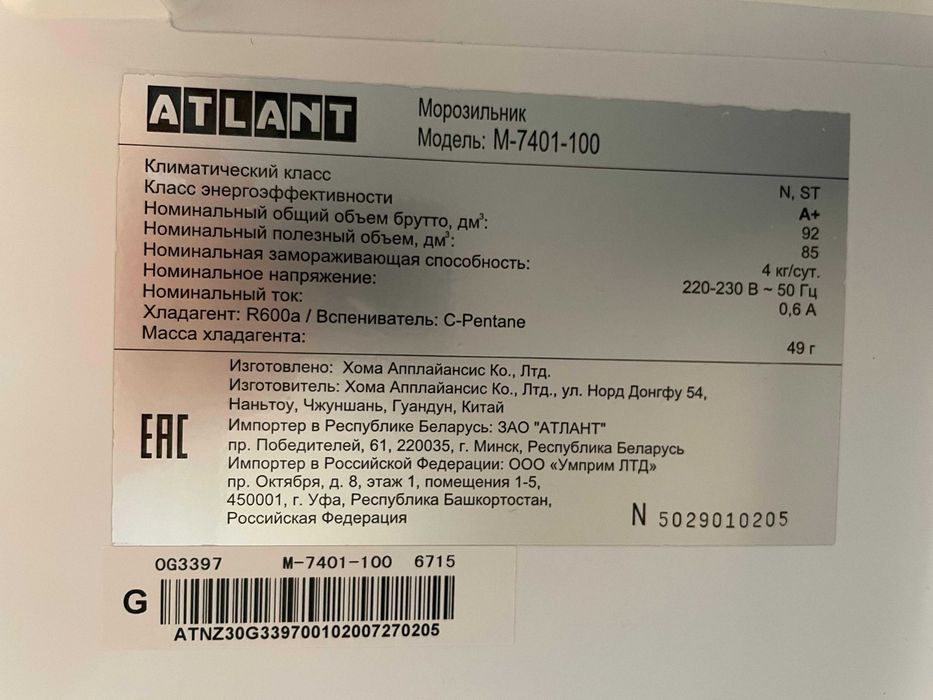 ATLANT
Морозильник
Модель: М-7401-100
Климатический класс N, ST
Класс энергоэффективности A+
Номинальный общий объем брутто, дм³: 92
Номинальный полезный объем, дм³: 85
Номинальная замораживающая способность: 4 кг/сут.
Номинальное напряжение: 220-230 В ~ 50 Гц
Номинальный ток: 0,6 А
Хладагент: R600a / Вспениватель: C-Pentane
Масса хладагента: 49 г
Изготовлено: Хома Апплайансис Ко., Лтд.
Изготовитель: Хома Апплайансис Ко., Лтд., ул. Норд Донгфу 54,
Наньтоу, Чжуншань, Гуандун, Китай
Импортер в Республике Беларусь: ЗАО "АТЛАНТ"
пр. Победителей, 61, 220035, г. Минск, Республика Беларусь
Импортер в Российской Федерации: ООО «Умприм ЛТД»
пр. Октября, д. 8, этаж 1, помещения 1-5,
450001, г. Уфа, Республика Башкортостан,
Российская Федерация
EAC
N 5029010205
0G3397 M-7401-100 6715
G
ATNZ30G339700102007270205